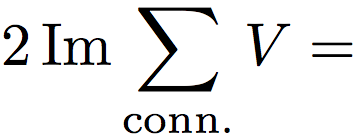 2 Im ∑ V =
conn.